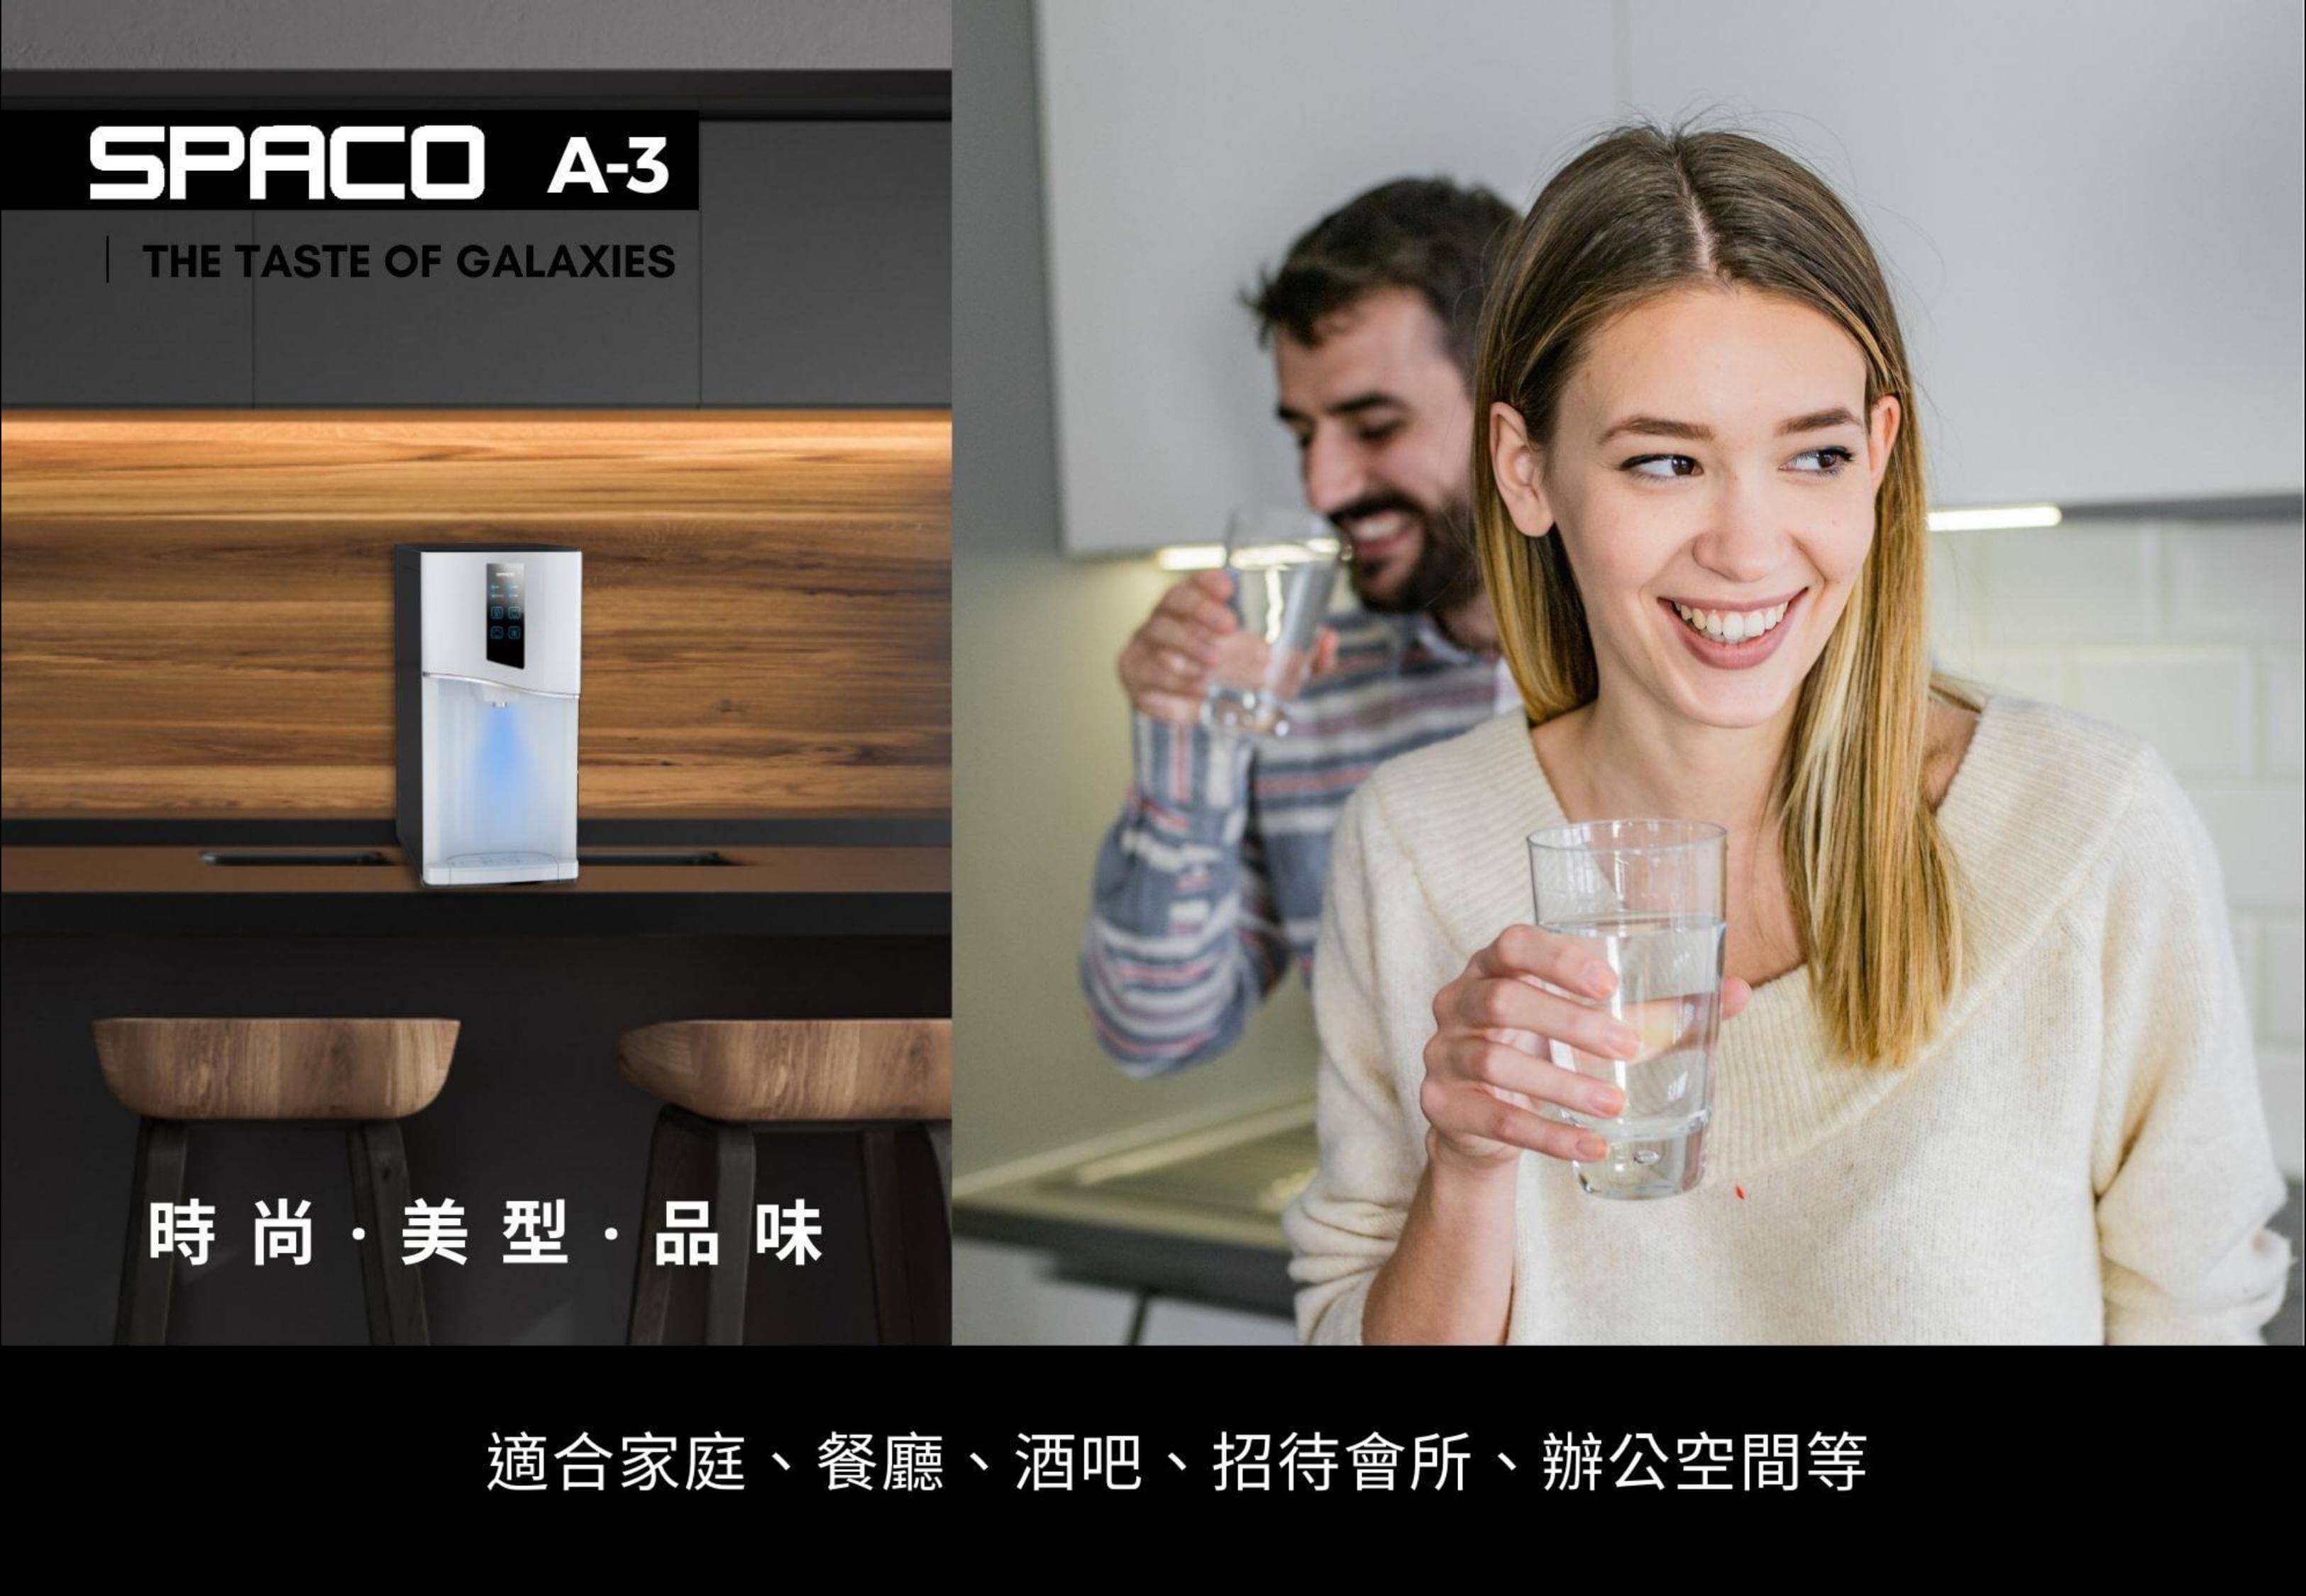 SPACO A-3
THE TASTE OF GALAXIES
時尚·美型·品味
適合家庭、餐廳、酒吧、招待會所、辦公空間等